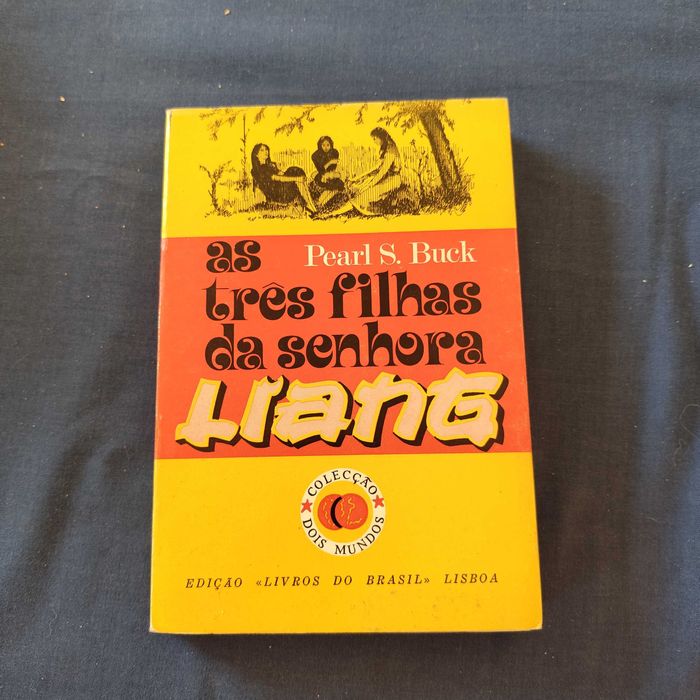 as
Pearl S. Buck
três filhas
da senhora
Liang
COLECÇÃO
DOIS MUNDOS
EDIÇÃO «LIVROS DO BRASIL» LISBOA